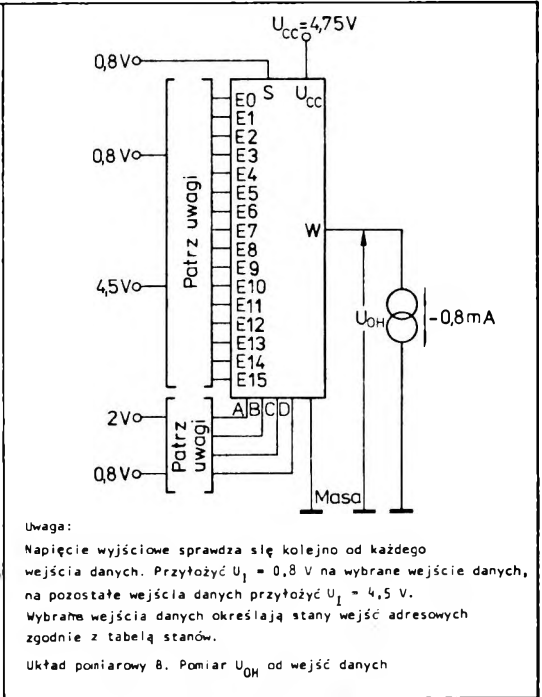 U_CC=4,75V
0,8V
S U_CC
E0
E1
E2
0,8V
E3
E4
E5
E6
Patrz uwagi
E7
W
E8
E9
4,5V
E10
U_OH
-0,8mA
E11
E12
E13
E14
E15
A B C D
2V
Patrz
uwagi
0,8V
Masa
Uwaga:
Napięcie wyjściowe sprawdza się kolejno od każdego
wejścia danych. Przyłożyć U_I = 0,8 V na wybrane wejście danych,
na pozostałe wejścia danych przyłożyć U_I = 4,5 V.
Wybrane wejścia danych określają stany wejść adresowych
zgodnie z tabelą stanów.
Układ pomiarowy 8. Pomiar U_OH od wejść danych